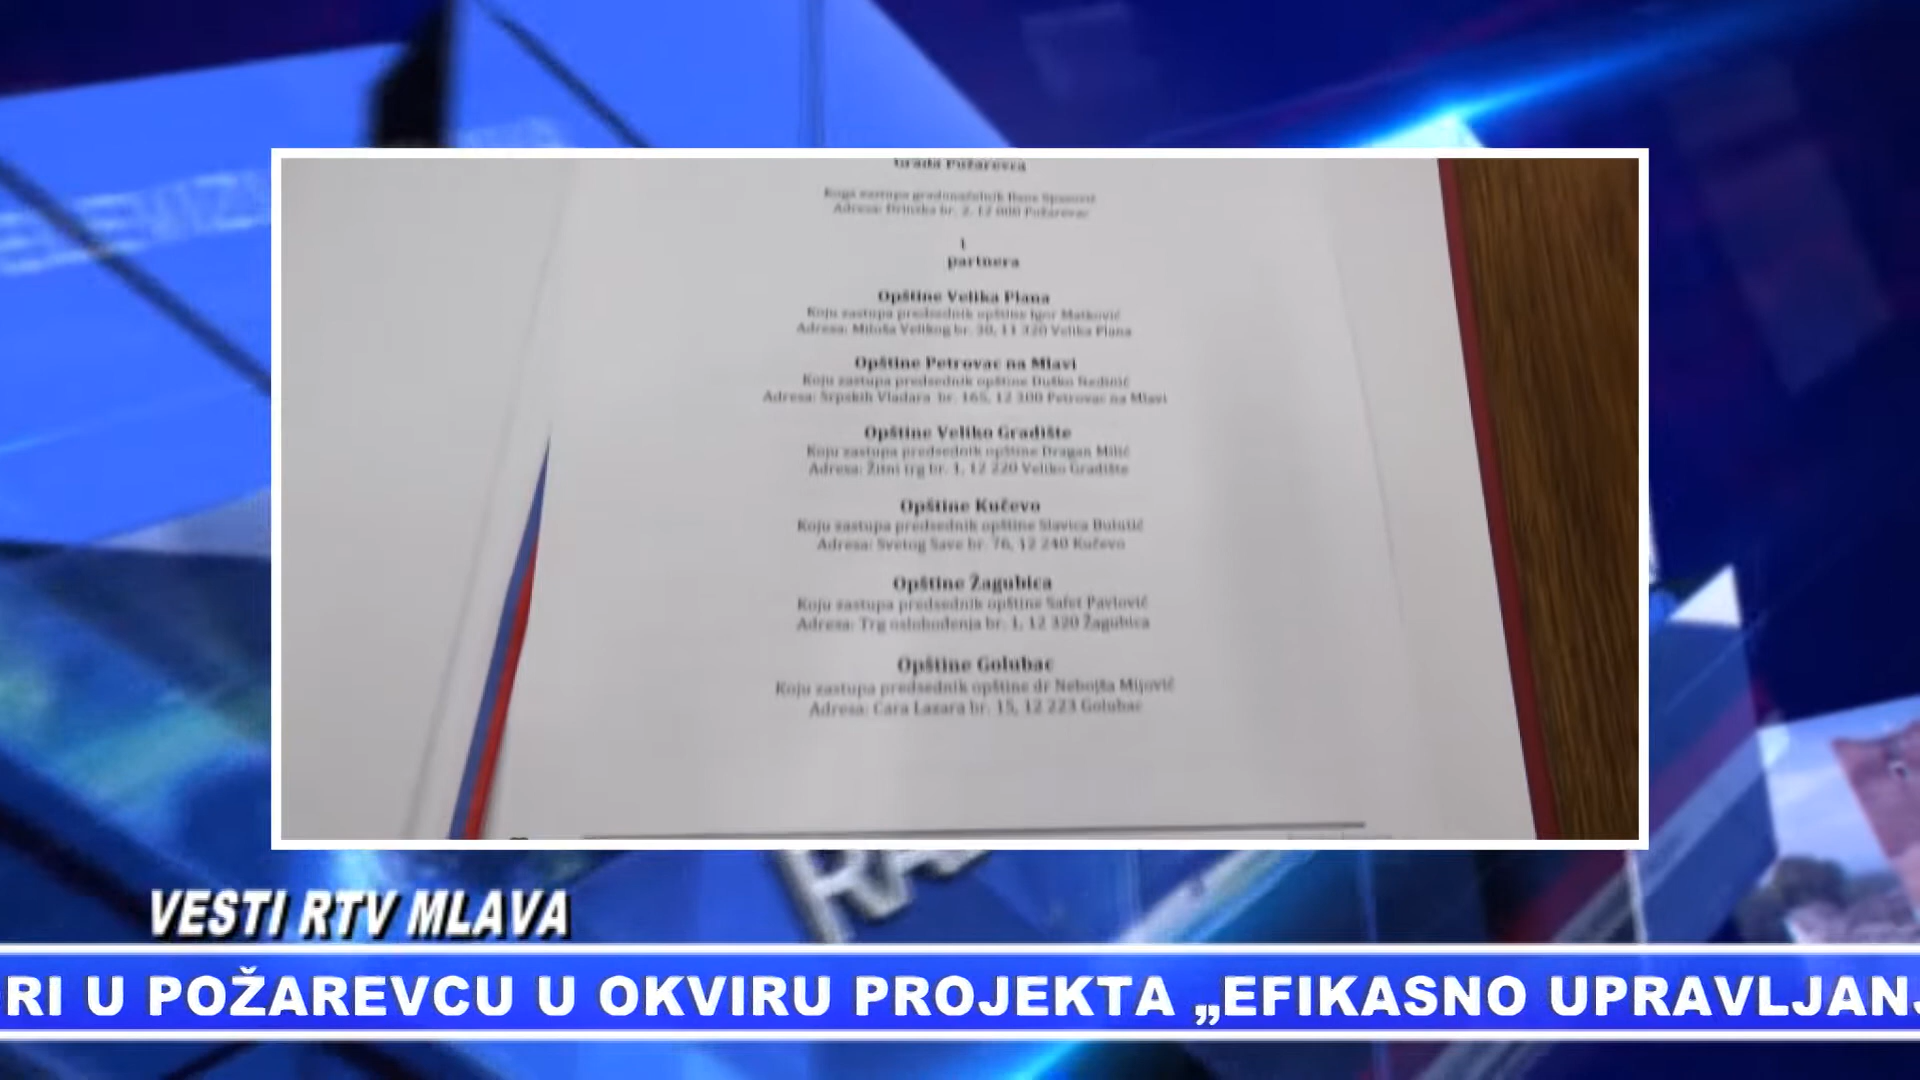 Grada Požarevca
Koga zastupa gradonačelnik Bane Spasović
Adresa: Drinska br. 2, 12 000 Požarevac
i
partnera
Opštine Velika Plana
Koju zastupa predsednik opštine Igor Matković
Adresa: Miloša Velikog br. 30, 11 320 Velika Plana
Opštine Petrovac na Mlavi
Koju zastupa predsednik opštine Duško Nedinić
Adresa: Srpskih Vladara br. 165, 12 300 Petrovac na Mlavi
Opštine Veliko Gradište
Koju zastupa predsednik opštine Dragan Milić
Adresa: Žitni trg br. 1, 12 220 Veliko Gradište
Opštine Kučevo
Koju zastupa predsednik opštine Slavica
Adresa: Svetog Save br. 76, 12 240 Kučevo
Opštine Žagubica
Koju zastupa predsednik opštine Safet Pavlović
Adresa: Trg oslobođenja br. 1, 12 320 Žagubica
Opštine Golubac
Koju zastupa predsednik opštine dr Nebojša Mijović
Adresa: Cara Lazara br. 15, 12 223 Golubac
VESTI RTV MLAVA
RI U POŽAREVCU U OKVIRU PROJEKTA „EFIKASNO UPRAVLJANJ